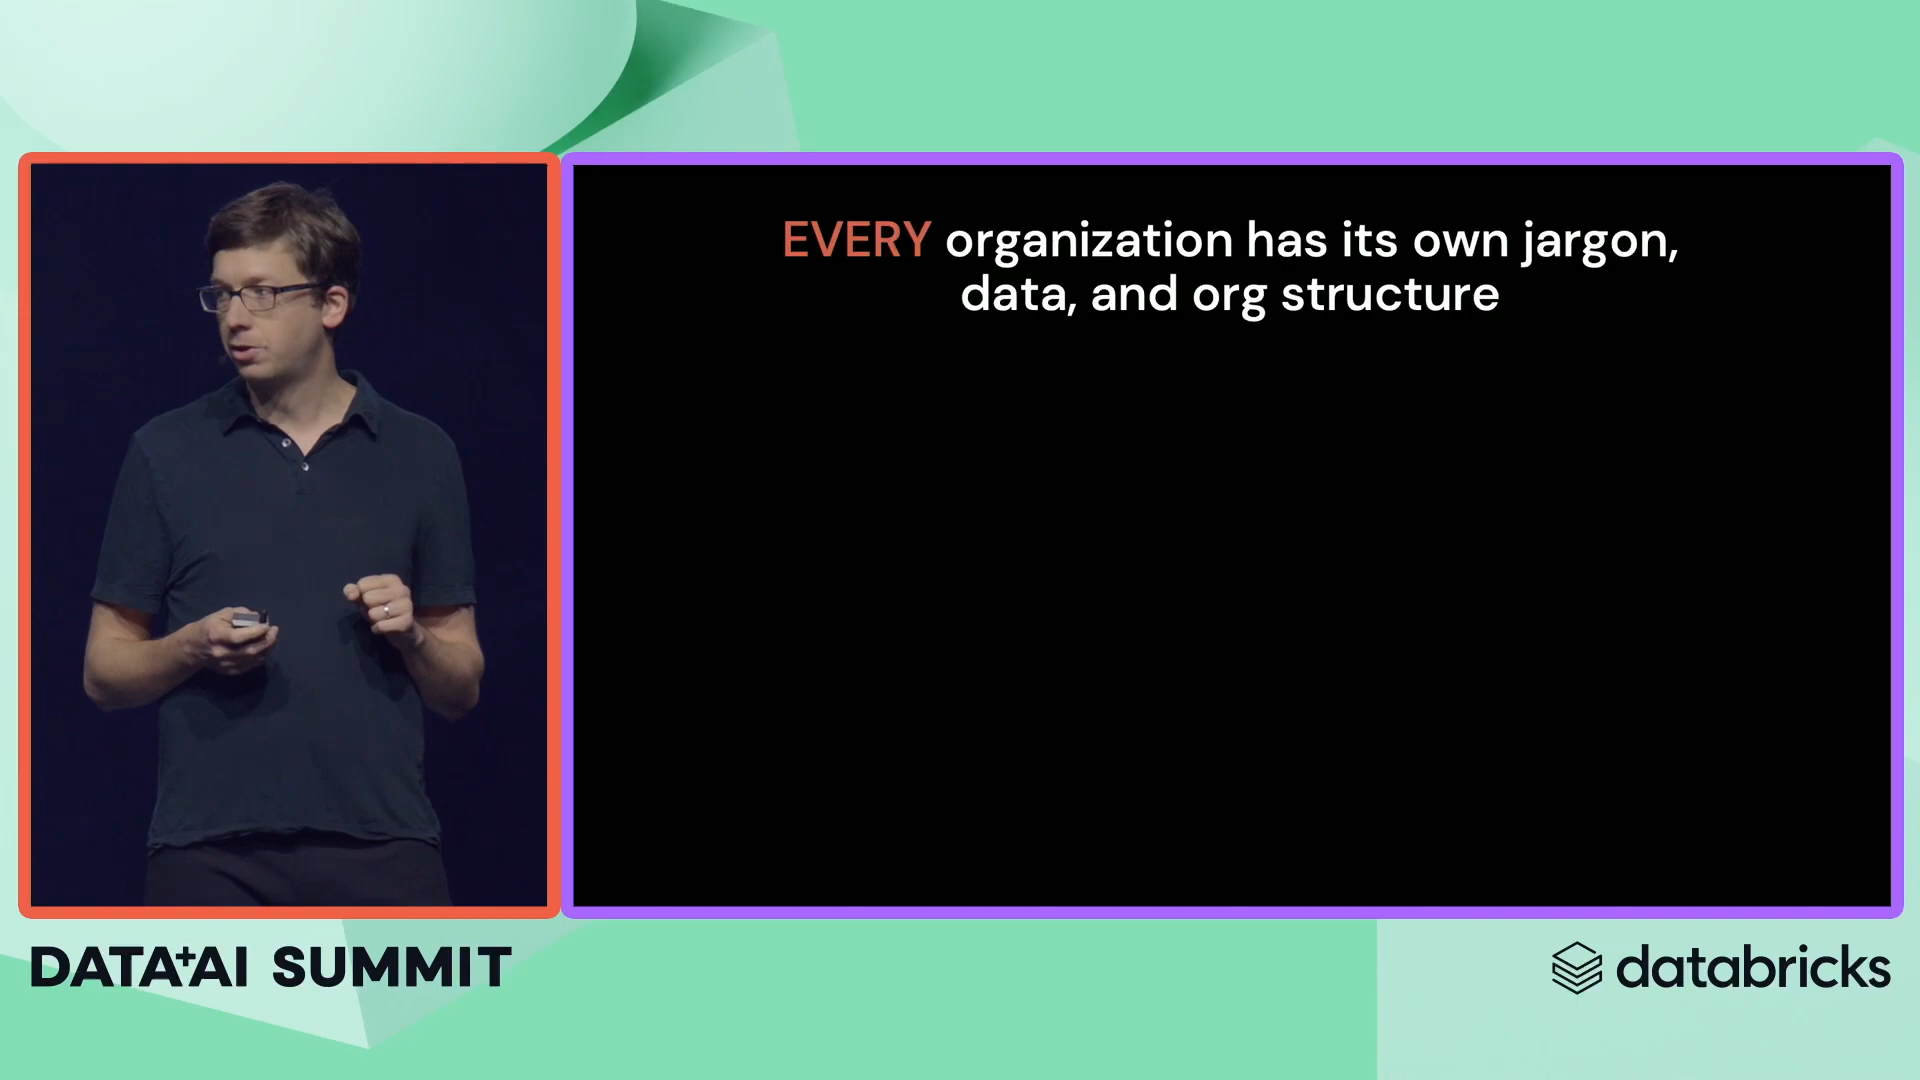 EVERY organization has its own jargon,
data, and org structure
DATA+AI SUMMIT
databricks